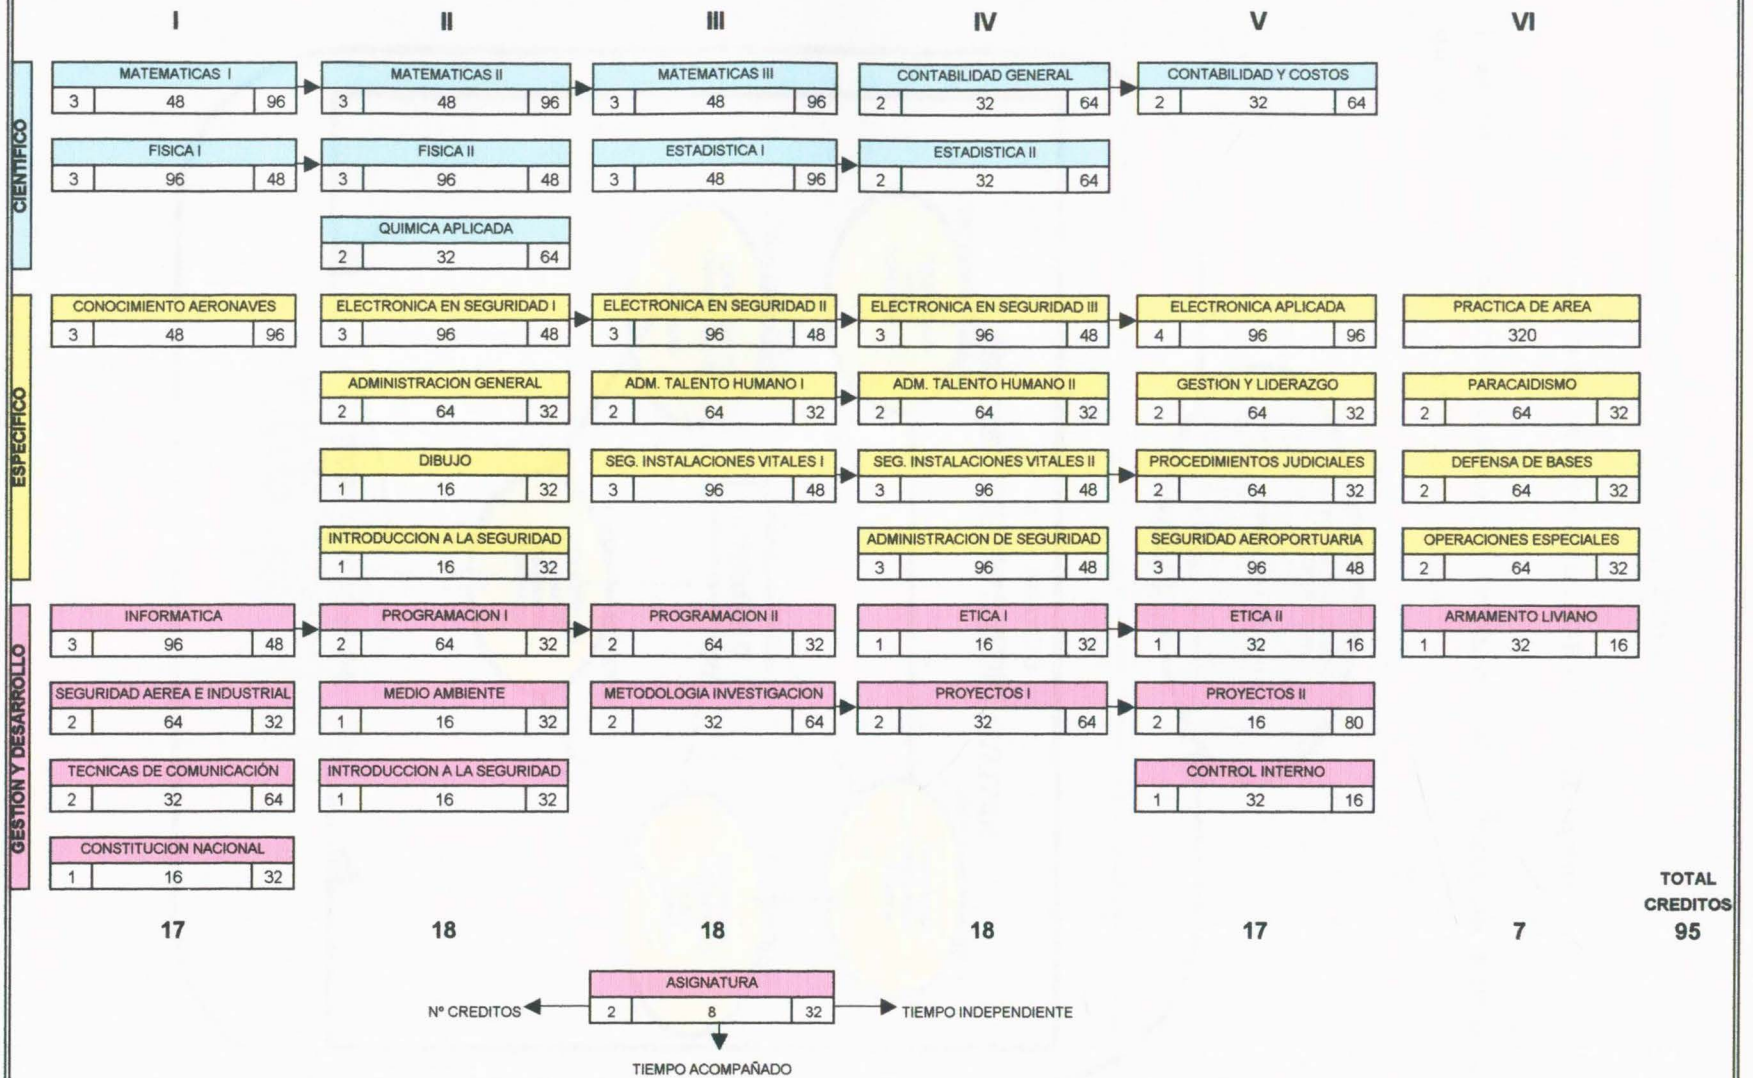 I II III IV V VI
CIENTIFICO
MATEMATICAS I MATEMATICAS II MATEMATICAS III CONTABILIDAD GENERAL CONTABILIDAD Y COSTOS
3 48 96 3 48 96 3 48 96 2 32 64 2 32 64
FISICA I FISICA II ESTADISTICA I ESTADISTICA II
3 96 48 3 96 48 3 48 96 2 32 64
QUIMICA APLICADA
2 32 64
ESPECIFICO
CONOCIMIENTO AERONAVES ELECTRONICA EN SEGURIDAD I ELECTRONICA EN SEGURIDAD II ELECTRONICA EN SEGURIDAD III ELECTRONICA APLICADA PRACTICA DE AREA
3 48 96 3 96 48 3 96 48 3 96 48 4 96 96 320
ADMINISTRACION GENERAL ADM. TALENTO HUMANO I ADM. TALENTO HUMANO II GESTION Y LIDERAZGO PARACAIDISMO
2 64 32 2 64 32 2 64 32 2 64 32 2 64 32
DIBUJO SEG. INSTALACIONES VITALES I SEG. INSTALACIONES VITALES II PROCEDIMIENTOS JUDICIALES DEFENSA DE BASES
1 16 32 3 96 48 3 96 48 2 64 32 2 64 32
INTRODUCCION A LA SEGURIDAD ADMINISTRACION DE SEGURIDAD SEGURIDAD AEROPORTUARIA OPERACIONES ESPECIALES
1 16 32 3 96 48 3 96 48 2 64 32
GESTION Y DESARROLLO
INFORMATICA PROGRAMACION I PROGRAMACION II ETICA I ETICA II ARMAMENTO LIVIANO
3 96 48 2 64 32 2 64 32 1 16 32 1 32 16 1 32 16
SEGURIDAD AEREA E INDUSTRIAL MEDIO AMBIENTE METODOLOGIA INVESTIGACION PROYECTOS I PROYECTOS II
2 64 32 1 16 32 2 32 64 2 32 64 2 16 80
TECNICAS DE COMUNICACIÓN INTRODUCCION A LA SEGURIDAD CONTROL INTERNO
2 32 64 1 16 32 1 32 16
CONSTITUCION NACIONAL
1 16 32
TOTAL
CREDITOS
17 18 18 18 17 7 95
ASIGNATURA
Nº CREDITOS 2 8 32 TIEMPO INDEPENDIENTE
TIEMPO ACOMPAÑADO